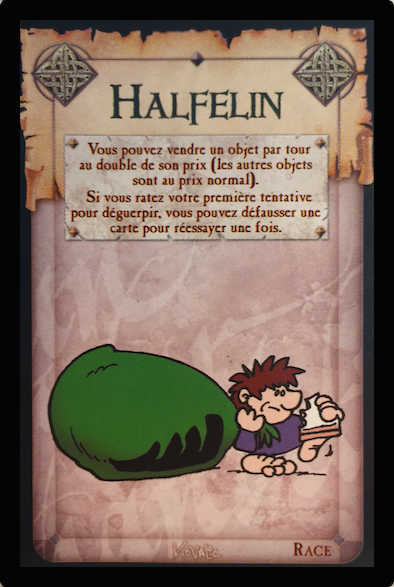 HALFELIN
Vous pouvez vendre un objet par tour
au double de son prix (les autres objets
sont au prix normal).
Si vous ratez votre première tentative
pour déguerpir, vous pouvez défausser une
carte pour réessayer une fois.
KOVALIC
RACE